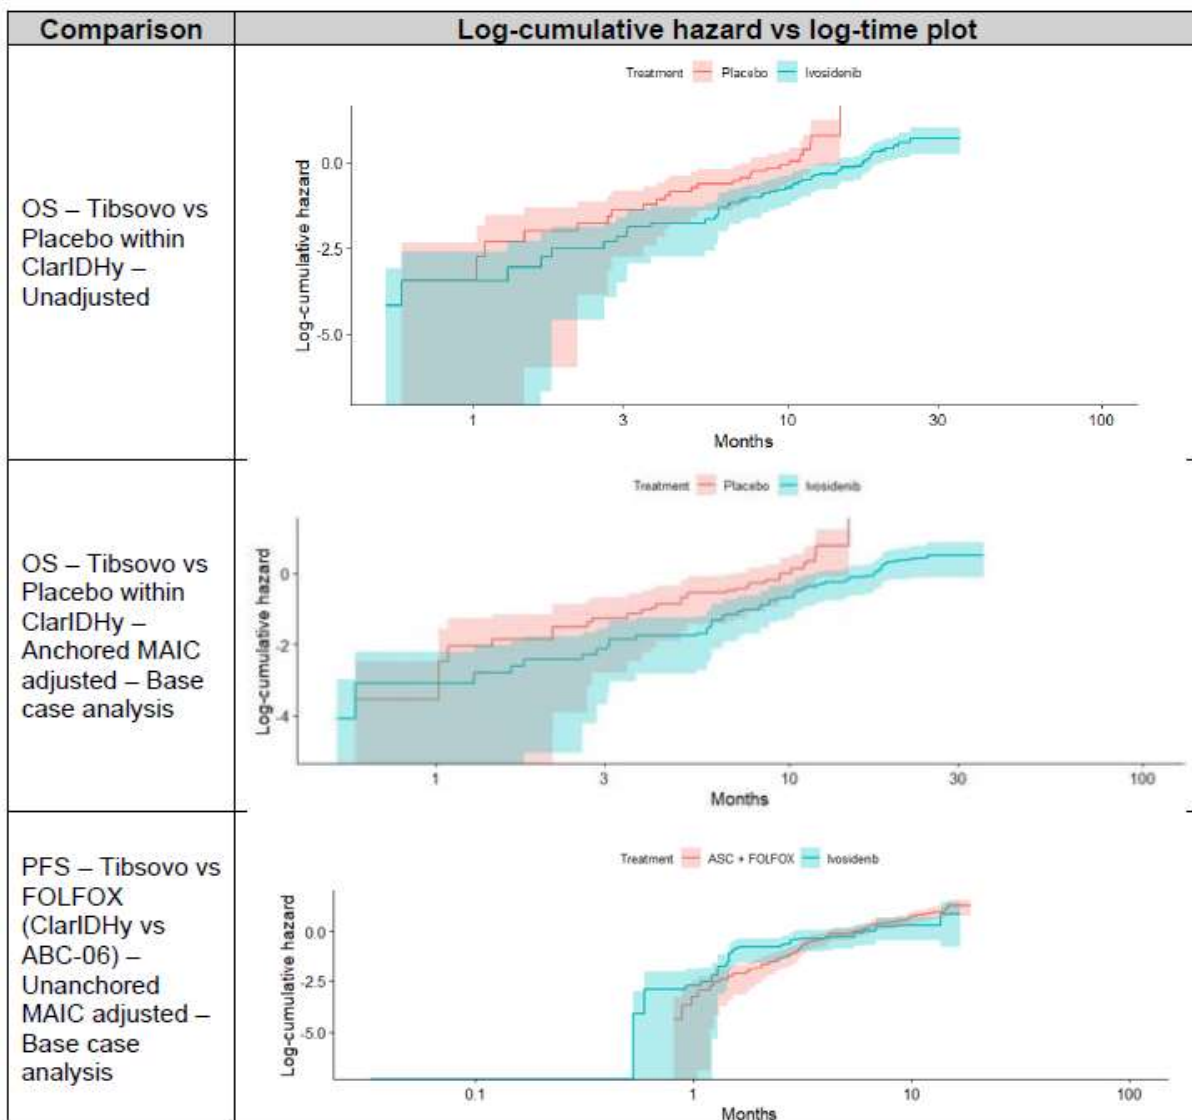 Comparison
Log-cumulative hazard vs log-time plot
OS – Tibsovo vs
Placebo within
ClarIDHy –
Unadjusted
Treatment Placebo Ivosidenib
Log-cumulative hazard
0.0
-2.5
-5.0
1 3 10 30 100
Months
OS – Tibsovo vs
Placebo within
ClarIDHy –
Anchored MAIC
adjusted – Base
case analysis
Treatment Placebo Ivosidenib
Log-cumulative hazard
0
-2
-4
1 3 10 30 100
Months
PFS – Tibsovo vs
FOLFOX
(ClarIDHy vs
ABC-06) –
Unanchored
MAIC adjusted –
Base case
analysis
Treatment ASC + FOLFOX Ivosidenib
Log-cumulative hazard
0.0
-2.5
-5.0
0.1 1 10 100
Months